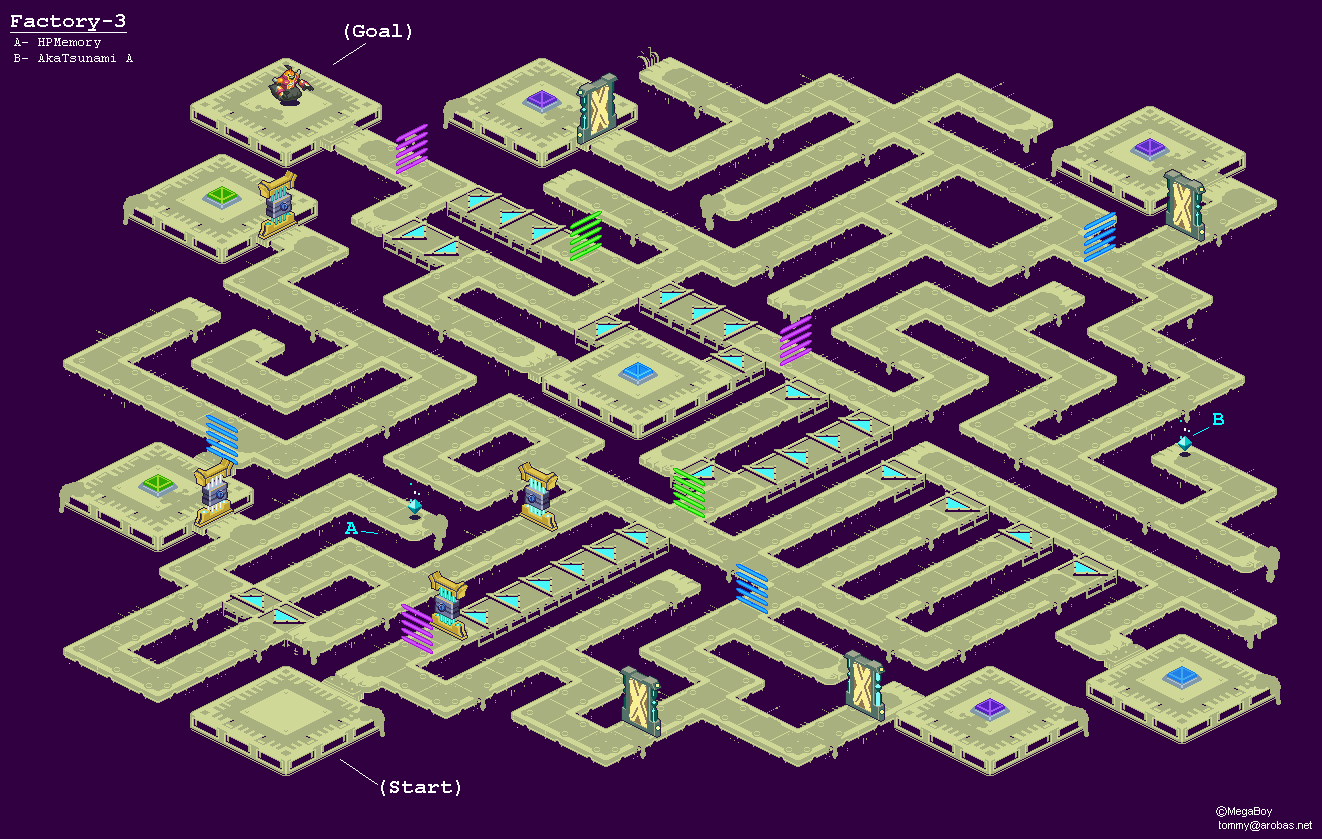 Factory-3
A- HPMemory
B- AkaTsunami A
(Goal)
B
A
(Start)
©MegaBoy
tommy@arobas.net